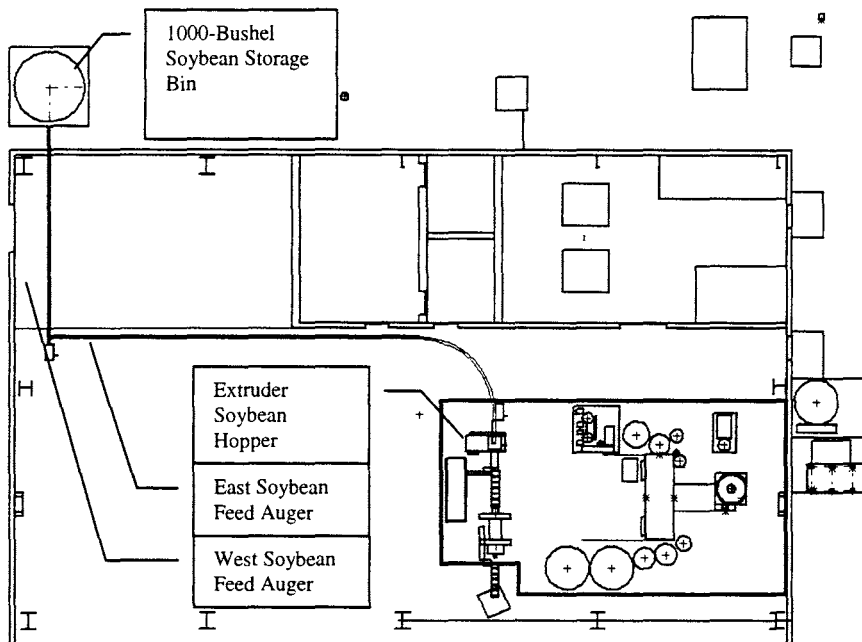 1000-Bushel
Soybean Storage
Bin
Extruder
Soybean
Hopper
East Soybean
Feed Auger
West Soybean
Feed Auger